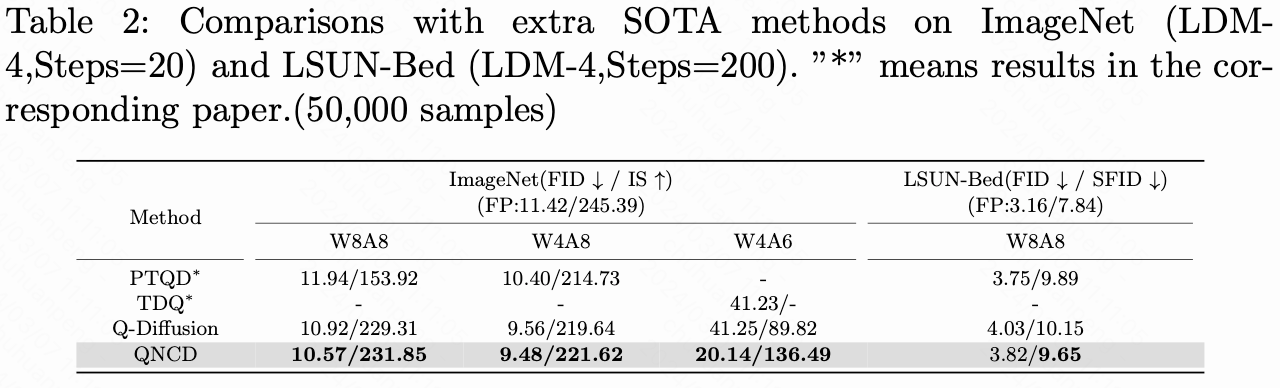 Table 2: Comparisons with extra SOTA methods on ImageNet (LDM-
4,Steps=20) and LSUN-Bed (LDM-4,Steps=200). ”*” means results in the cor-
responding paper.(50,000 samples)
Method ImageNet(FID ↓ / IS ↑) LSUN-Bed(FID ↓ / SFID ↓)
(FP:11.42/245.39) (FP:3.16/7.84)
W8A8 W4A8 W4A6 W8A8
PTQD* 11.94/153.92 10.40/214.73 - 3.75/9.89
TDQ* - - 41.23/- -
Q-Diffusion 10.92/229.31 9.56/219.64 41.25/89.82 4.03/10.15
QNCD 10.57/231.85 9.48/221.62 20.14/136.49 3.82/9.65